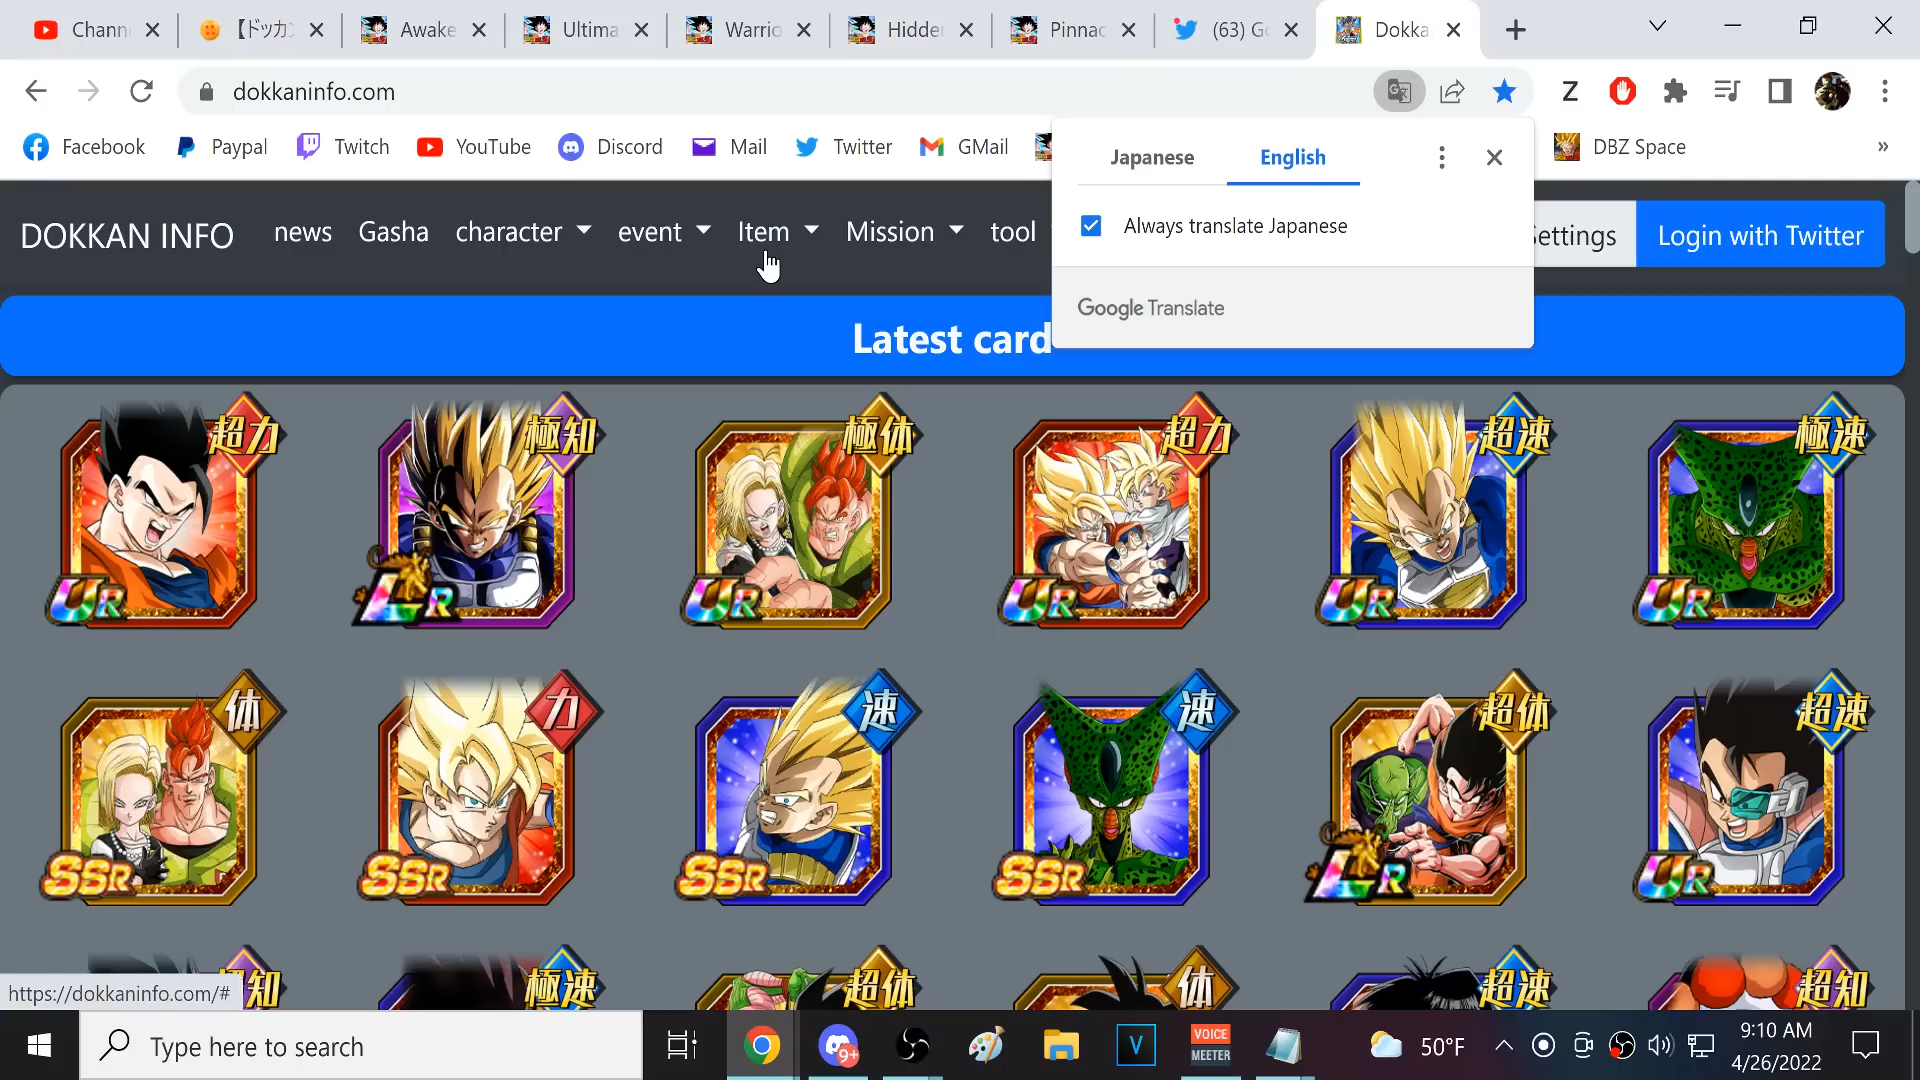 Chann
【ドッカン
Awake
Ultima
Warrio
Hidde
Pinnac
(63) Go
Dokka
dokkaninfo.com
Z
Facebook
Paypal
Twitch
YouTube
Discord
Mail
Twitter
GMail
DBZ Space
»
Japanese
English
Always translate Japanese
Google Translate
DOKKAN INFO
news
Gasha
character
event
Item
Mission
tool
Settings
Login with Twitter
Latest card
超力
極知
極体
超力
超速
極速
UR
LR
UR
UR
UR
UR
体
力
速
速
超体
超速
SSR
SSR
SSR
SSR
LR
UR
知
極速
超体
体
超速
超知
https://dokkaninfo.com/#
Type here to search
9+
V
VOICE
MEETER
50°F
9:10 AM
4/26/2022